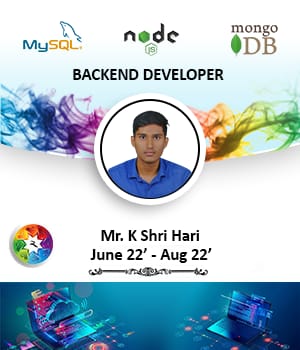 MySQL
node
JS
mongo
DB
BACKEND DEVELOPER
Mr. K Shri Hari
June 22’ - Aug 22’